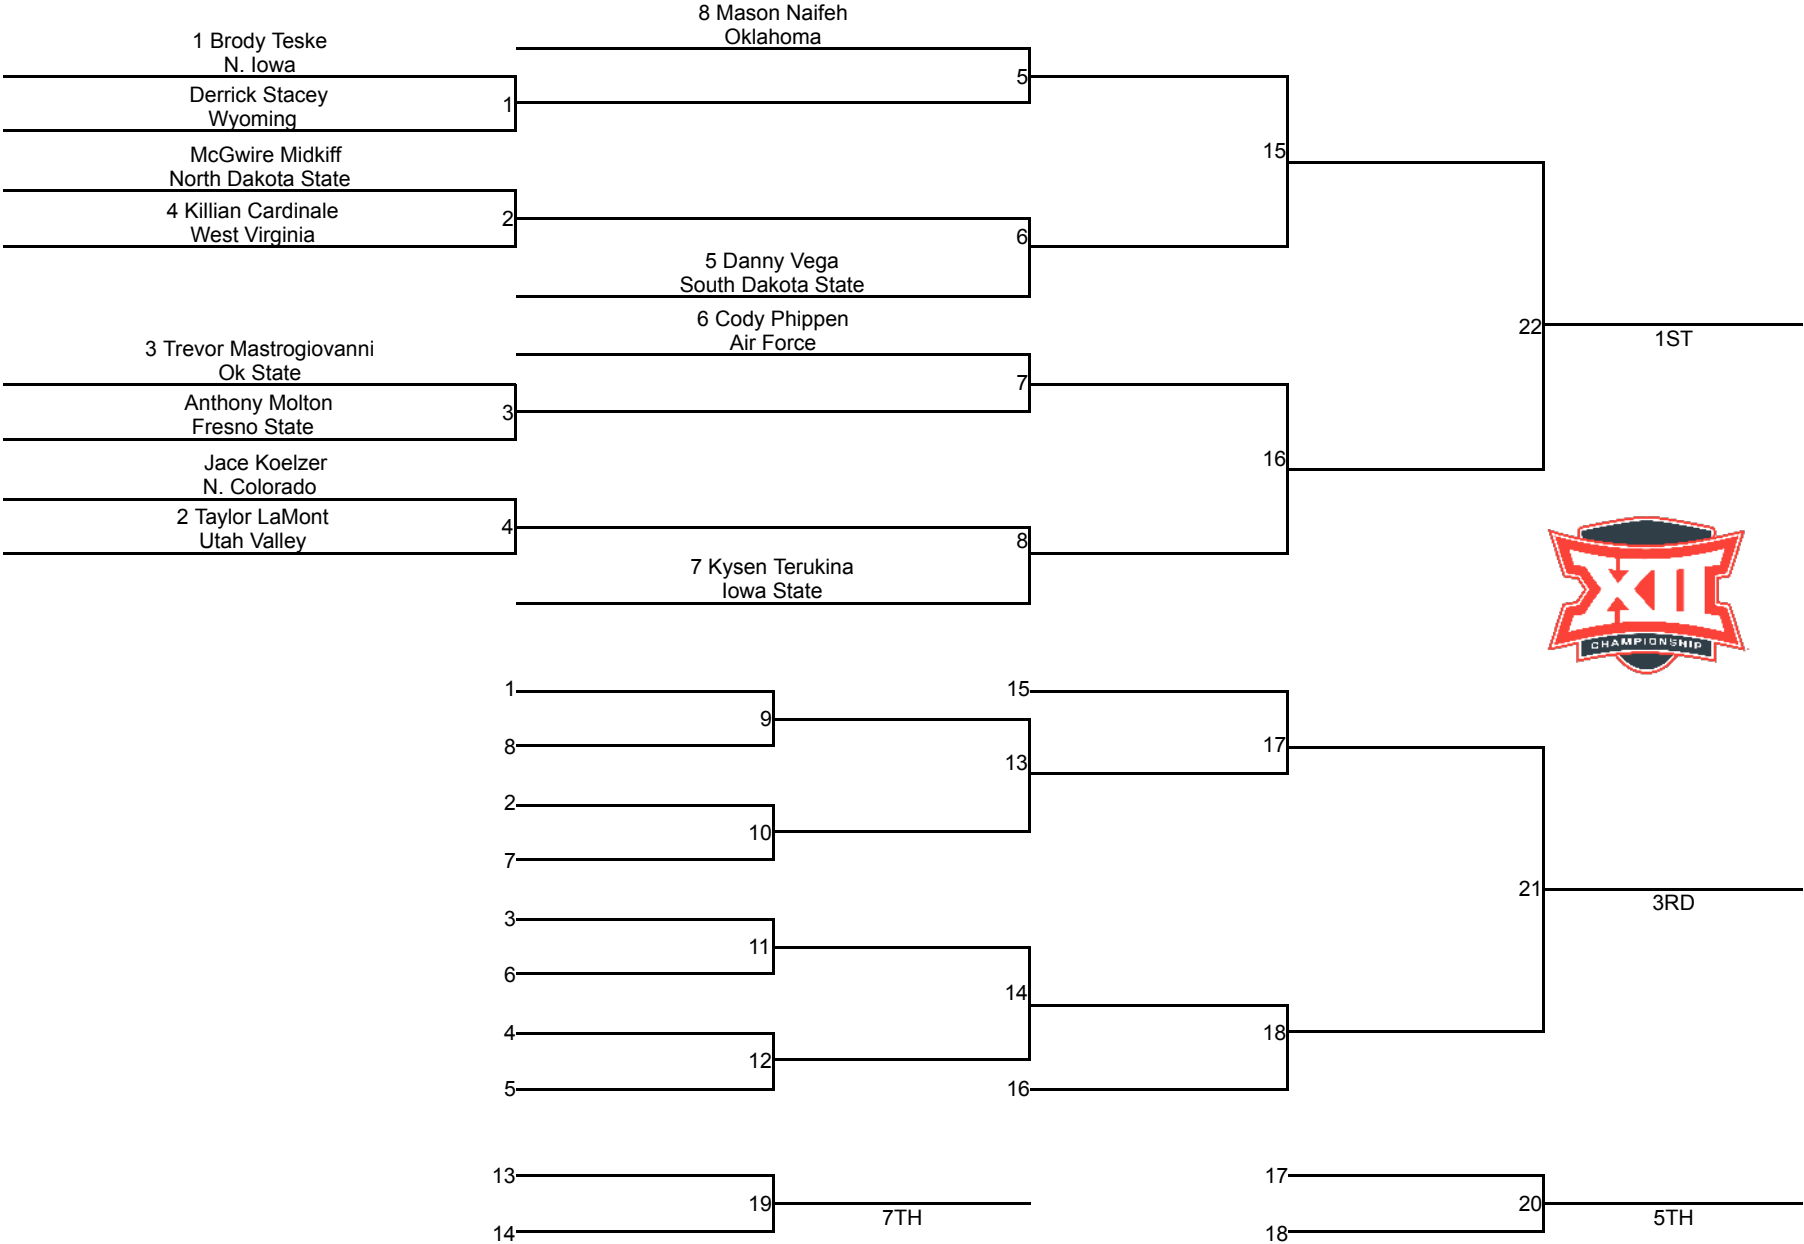 8 Mason Naifeh
Oklahoma
1 Brody Teske
N. Iowa
5
Derrick Stacey
Wyoming
1
15
McGwire Midkiff
North Dakota State
4 Killian Cardinale
West Virginia
2
6
5 Danny Vega
South Dakota State
6 Cody Phippen
Air Force
22
1ST
3 Trevor Mastrogiovanni
Ok State
7
Anthony Molton
Fresno State
3
16
Jace Koelzer
N. Colorado
2 Taylor LaMont
Utah Valley
4
8
7 Kysen Terukina
Iowa State
XII
CHAMPIONSHIP
1
15
9
8
17
13
2
10
7
21
3RD
3
11
6
14
4
18
12
5
16
13
17
19
7TH
20
5TH
14
18